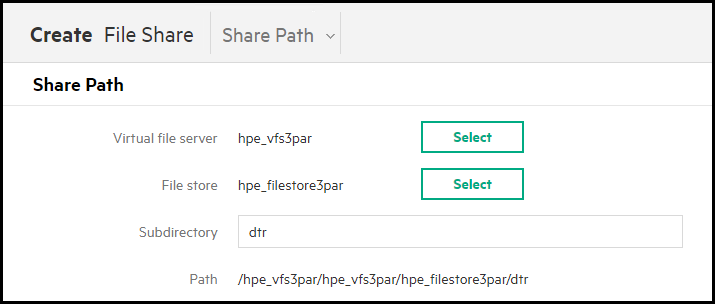 Create File Share Share Path
Share Path
Virtual file server hpe_vfs3par Select
File store hpe_filestore3par Select
Subdirectory dtr
Path /hpe_vfs3par/hpe_vfs3par/hpe_filestore3par/dtr